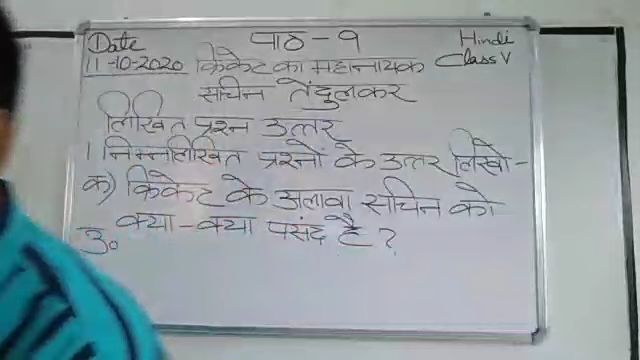 Date पाठ - १ Hindi
11-10-2020 क्रिकेट का महानायक Class V
सचिन तेंदुलकर
लिखित प्रश्न उत्तर
1 निम्नलिखित प्रश्नों के उत्तर लिखो -
क) क्रिकेट के अलावा सचिन को
क्या - क्या पसंद है ?
उ०